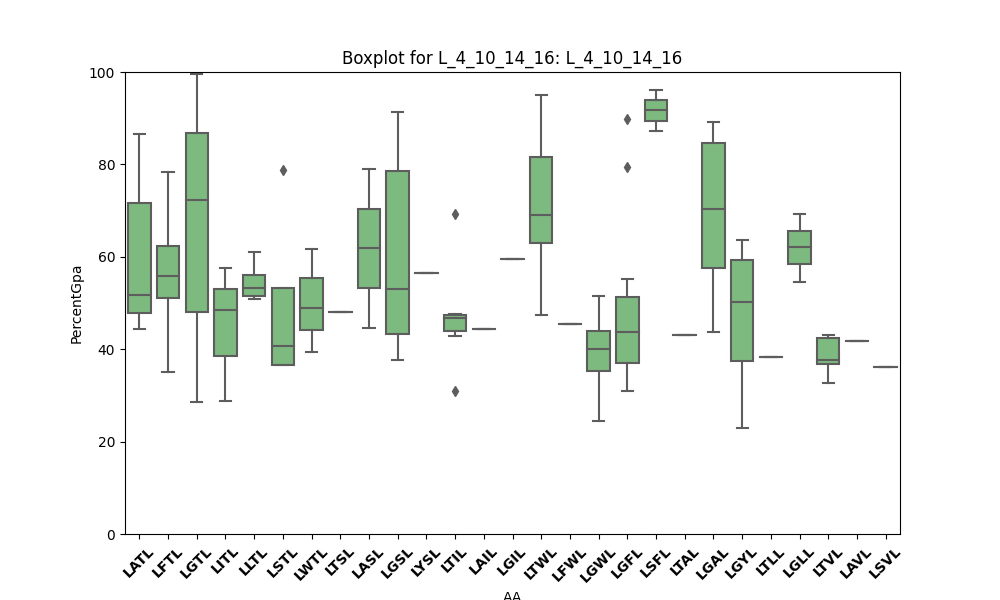 Boxplot for L_4_10_14_16: L_4_10_14_16
PercentGpa
100
80
60
40
20
0
LATL LFTL LGTL LITL LLTL LSTL LWTL LTSL LASL LGSL LYSL LTIL LAIL LGIL LTWL LFWL LGWL LGFL LSFL LTAL LGAL LGYL LTLL LGLL LTVL LAVL LSVL
AA